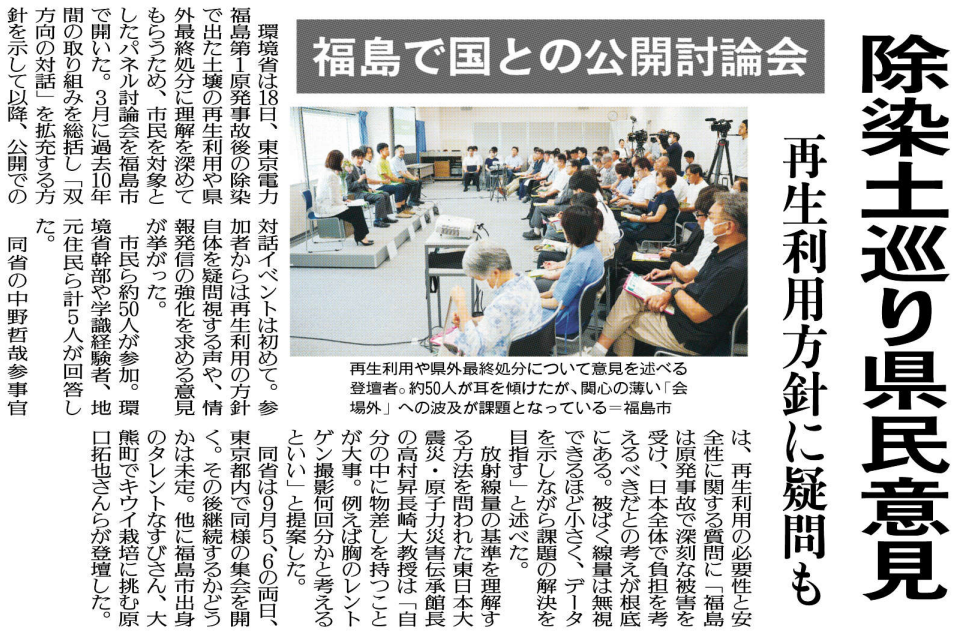 除染土巡り県民意見
再生利用方針に疑問も
福島で国との公開討論会
環境省は18日、東京電力
福島第１原発事故後の除染
で出た土壌の再生利用や県
外最終処分に理解を深めて
もらうため、市民を対象と
したパネル討論会を福島市
で開いた。３月に過去10年
間の取り組みを総括し「双
方向の対話」を拡充する方
針を示して以降、公開での
対話イベントは初めて。参
加者からは再生利用の方針
自体を疑問視する声や、情
報発信の強化を求める意見
が挙がった。
市民ら約50人が参加。環
境省幹部や学識経験者、地
元住民ら計５人が回答し
た。
同省の中野哲哉参事官
は、再生利用の必要性と安
全性に関する質問に「福島
は原発事故で深刻な被害を
受け、日本全体で負担を考
えるべきだとの考えが根底
にある。被ばく線量は無視
できるほど小さく、データ
を示しながら課題の解決を
目指す」と述べた。
放射線量の基準を理解す
る方法を問われた東日本大
震災・原子力災害伝承館長
の高村昇長崎大教授は「自
分の中に物差しを持つこと
が大事。例えば胸のレント
ゲン撮影何回分かと考える
といい」と提案した。
同省は９月５、６の両日、
東京都内で同様の集会を開
く。その後継続するかどう
かは未定。他に福島市出身
のタレントなすびさん、大
熊町でキウイ栽培に挑む原
口拓也さんらが登壇した。
再生利用や県外最終処分について意見を述べる
登壇者。約50人が耳を傾けたが、関心の薄い「会
場外」への波及が課題となっている＝福島市